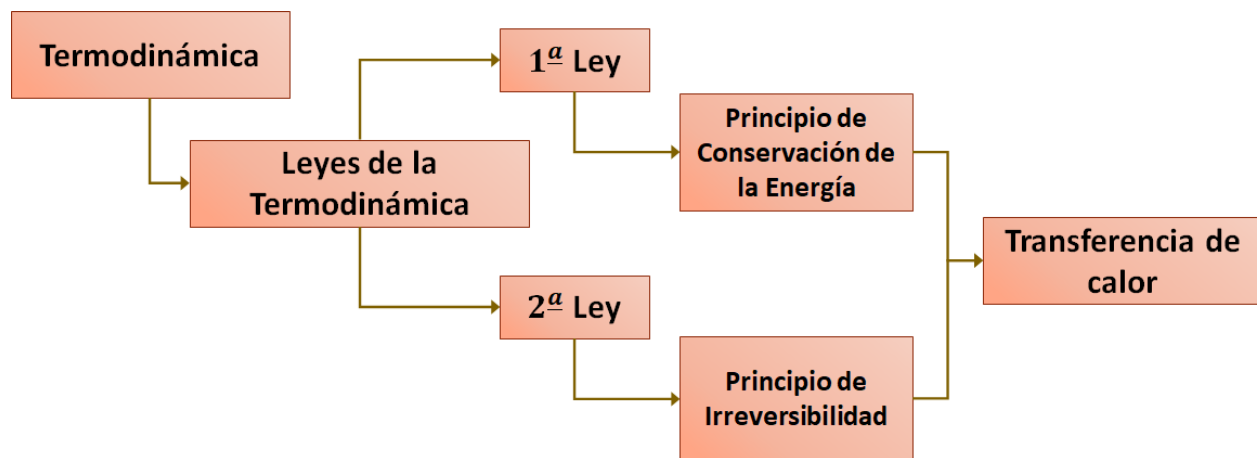 Termodinámica
Leyes de la
Termodinámica
1ª Ley
Principio de
Conservación de
la Energía
2ª Ley
Principio de
Irreversibilidad
Transferencia de
calor